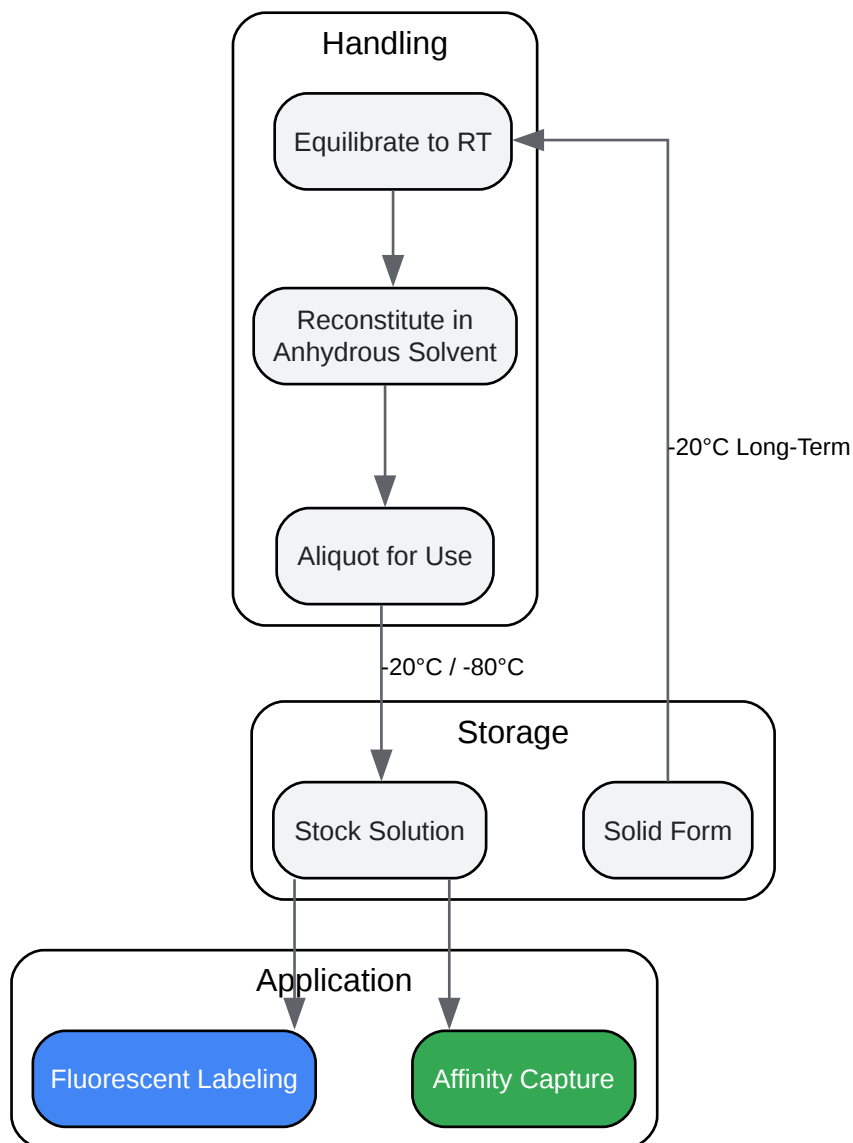 Handling
Equilibrate to RT
Reconstitute in
Anhydrous Solvent
-20°C Long-Term
Aliquot for Use
-20°C / -80°C
Storage
Stock Solution
Solid Form
Application
Fluorescent Labeling
Affinity Capture